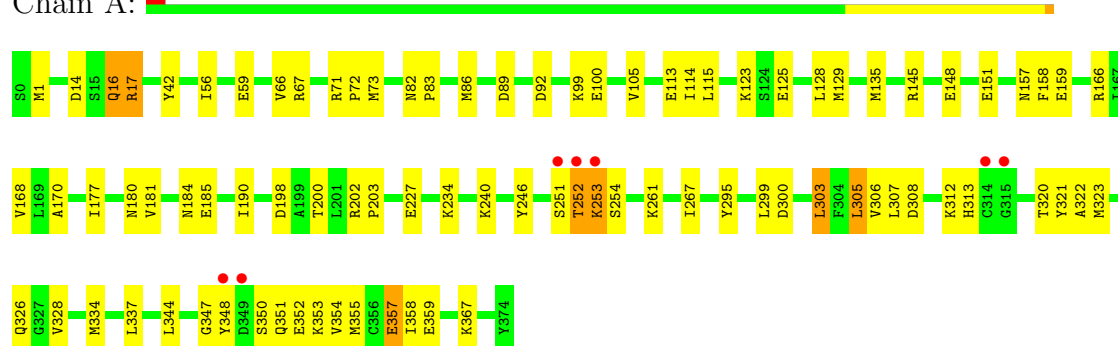 Chain A:
S0 M1 D14 S15 Q16 R17 Y42 I56 E59 V66 R67 R71 P72 M73 N82 P83 M86 D89 D92 K99 E100 V105 E113 I114 L115 K123 S124 E125 L128 M129 M135 R145 E148 E151 N157 F158 E159 R166 I167
V168 L169 A170 I177 N180 V181 N184 E185 I190 D198 A199 T200 L201 R202 P203 E227 K234 K240 Y246 S251 T252 K253 S254 K261 I267 Y295 L299 D300 L303 F304 L305 V306 L307 D308 K312 H313 C314 G315 T320 Y321 A322 M323
Q326 G327 V328 M334 L337 L344 G347 Y348 D349 S350 Q351 E352 K353 V354 M355 C356 E357 I358 E359 K367 Y374